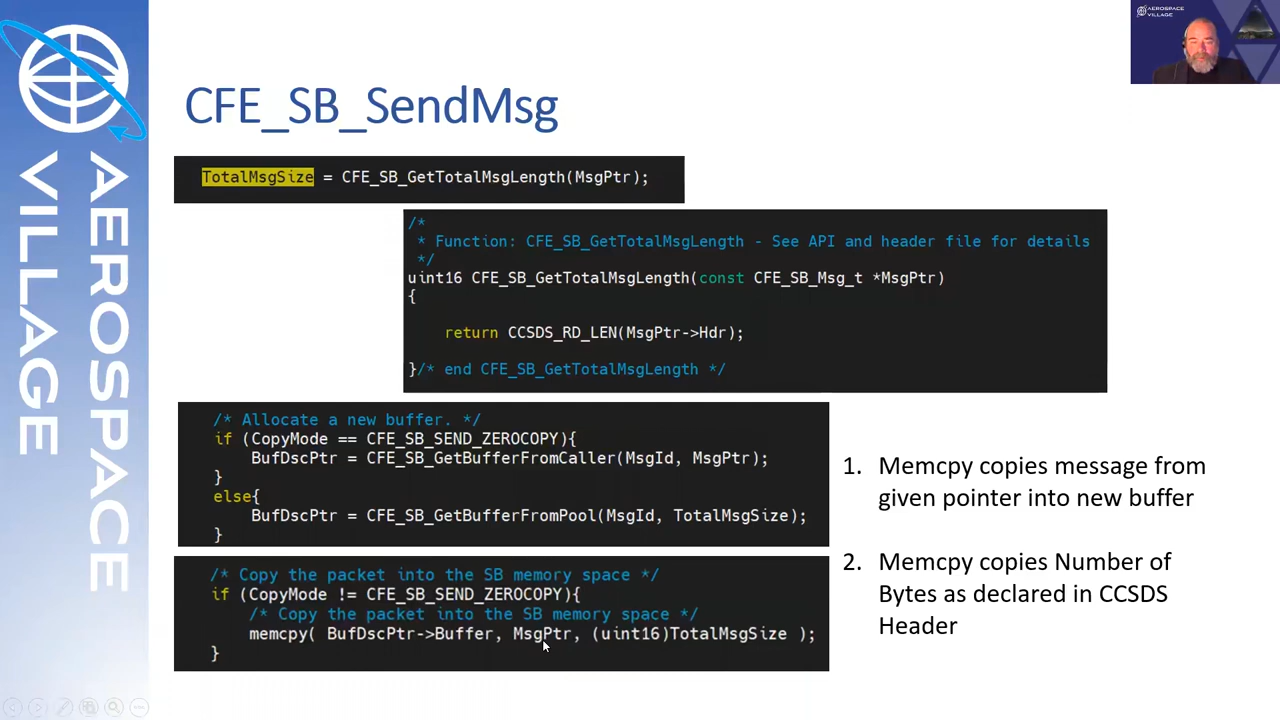 AEROSPACE
VILLAGE
AEROSPACE
VILLAGE
CFE_SB_SendMsg
TotalMsgSize = CFE_SB_GetTotalMsgLength(MsgPtr);
/*
* Function: CFE_SB_GetTotalMsgLength - See API and header file for details
*/
uint16 CFE_SB_GetTotalMsgLength(const CFE_SB_Msg_t *MsgPtr)
{
return CCSDS_RD_LEN(MsgPtr->Hdr);
}/* end CFE_SB_GetTotalMsgLength */
/* Allocate a new buffer. */
if (CopyMode == CFE_SB_SEND_ZEROCOPY){
BufDscPtr = CFE_SB_GetBufferFromCaller(MsgId, MsgPtr);
}
else{
BufDscPtr = CFE_SB_GetBufferFromPool(MsgId, TotalMsgSize);
}
/* Copy the packet into the SB memory space */
if (CopyMode != CFE_SB_SEND_ZEROCOPY){
/* Copy the packet into the SB memory space */
memcpy( BufDscPtr->Buffer, MsgPtr, (uint16)TotalMsgSize );
}
1. Memcpy copies message from
given pointer into new buffer
2. Memcpy copies Number of
Bytes as declared in CCSDS
Header